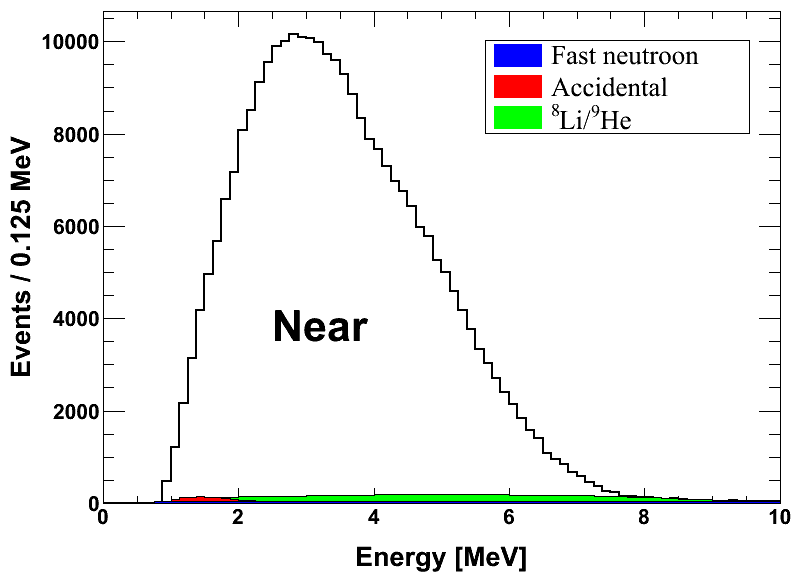 10000
8000
6000
4000
2000
0
Events / 0.125 MeV
Fast neutroon
Accidental
⁸Li/⁹He
Near
0 2 4 6 8 10
Energy [MeV]